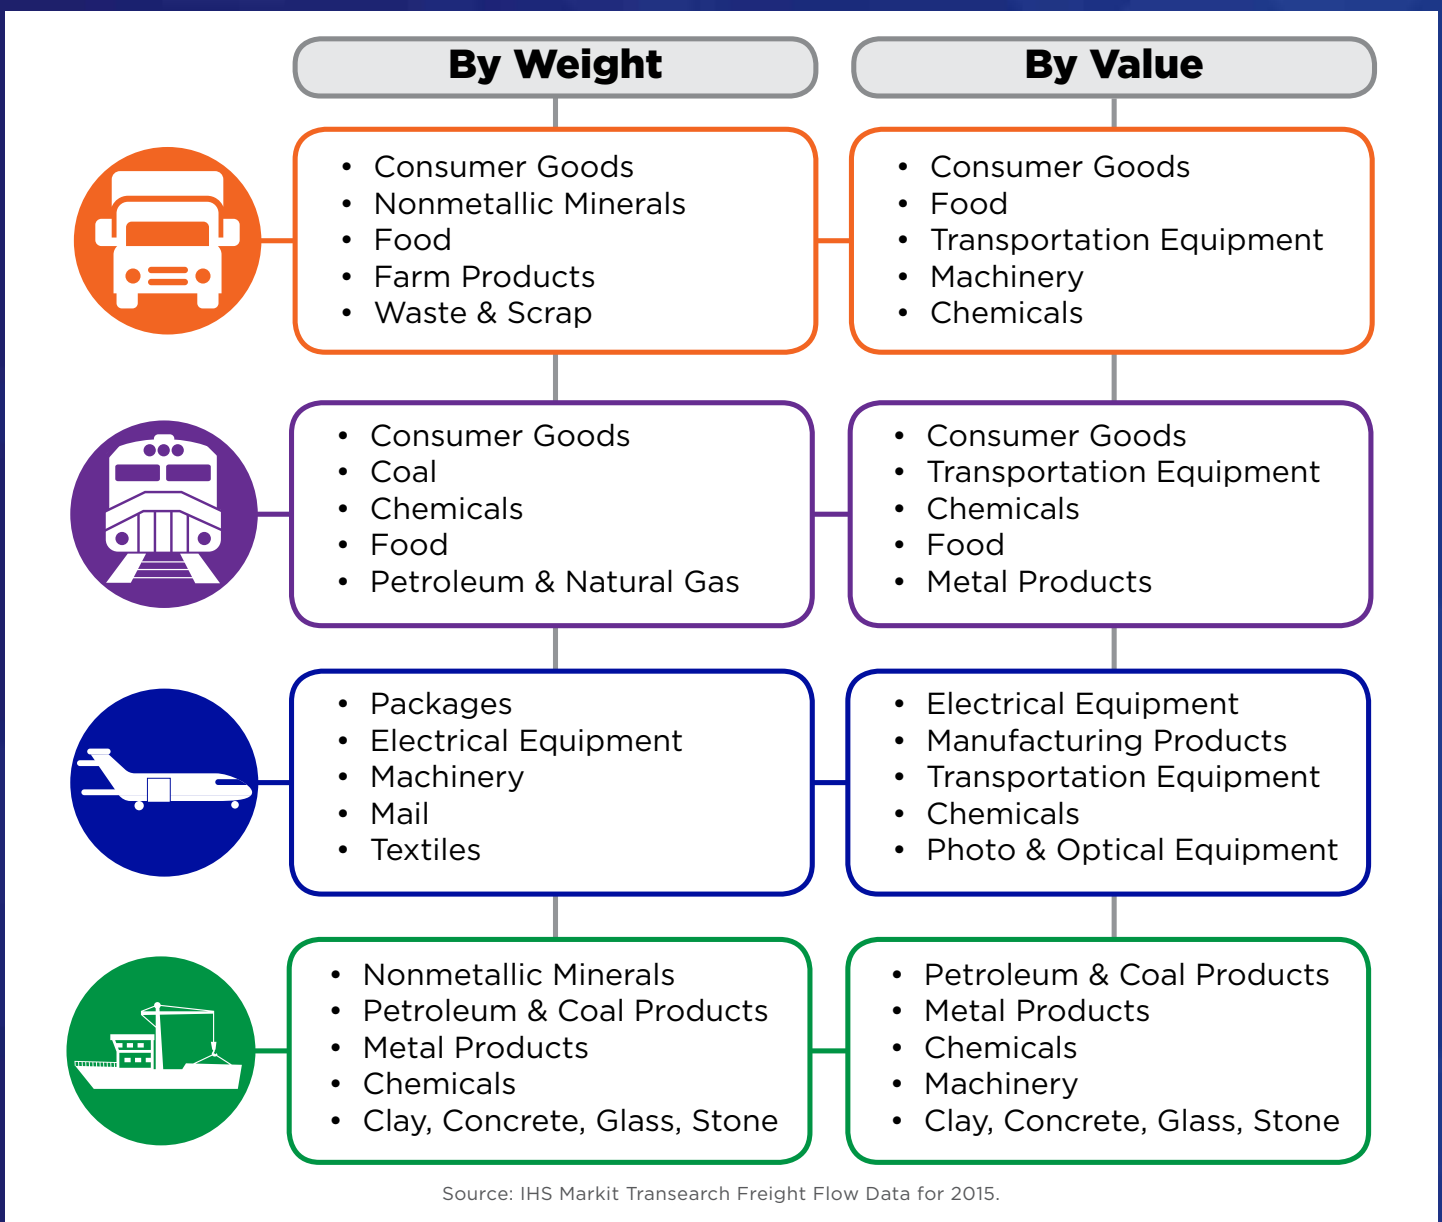 By Weight
By Value
• Consumer Goods
• Nonmetallic Minerals
• Food
• Farm Products
• Waste & Scrap
• Consumer Goods
• Food
• Transportation Equipment
• Machinery
• Chemicals
• Consumer Goods
• Coal
• Chemicals
• Food
• Petroleum & Natural Gas
• Consumer Goods
• Transportation Equipment
• Chemicals
• Food
• Metal Products
• Packages
• Electrical Equipment
• Machinery
• Mail
• Textiles
• Electrical Equipment
• Manufacturing Products
• Transportation Equipment
• Chemicals
• Photo & Optical Equipment
• Nonmetallic Minerals
• Petroleum & Coal Products
• Metal Products
• Chemicals
• Clay, Concrete, Glass, Stone
• Petroleum & Coal Products
• Metal Products
• Chemicals
• Machinery
• Clay, Concrete, Glass, Stone
Source: IHS Markit Transearch Freight Flow Data for 2015.